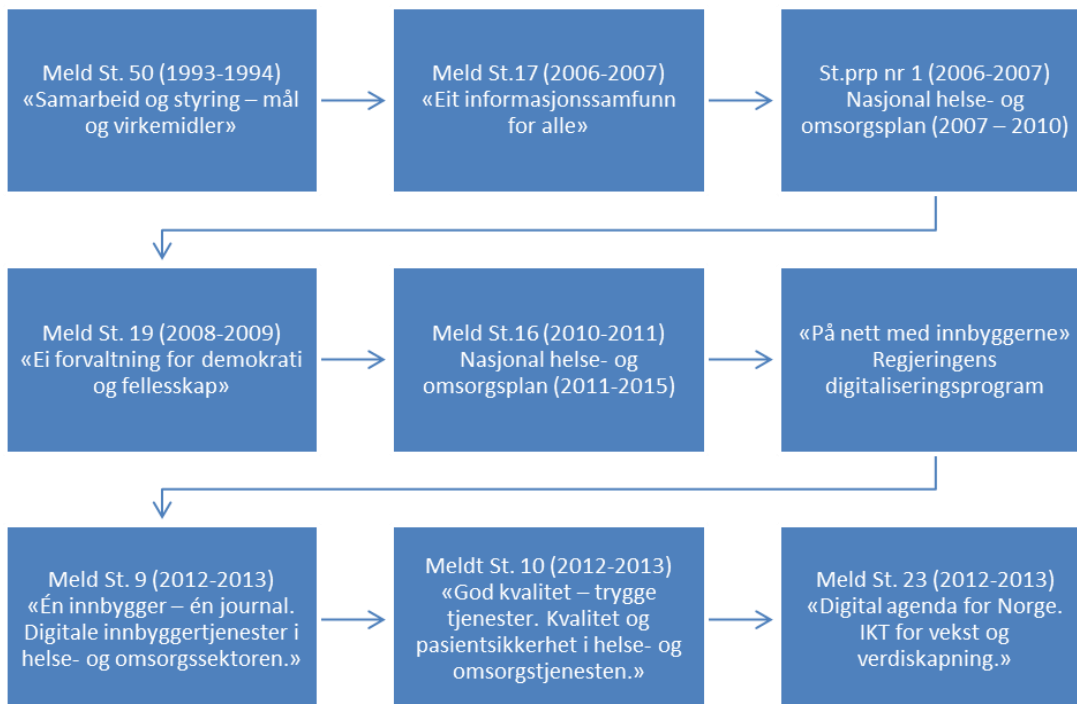 Meld St. 50 (1993-1994)
«Samarbeid og styring – mål
og virkemidler»
Meld St.17 (2006-2007)
«Eit informasjonssamfunn
for alle»
St.prp nr 1 (2006-2007)
Nasjonal helse- og
omsorgsplan (2007 – 2010)
Meld St. 19 (2008-2009)
«Ei forvaltning for demokrati
og fellesskap»
Meld St.16 (2010-2011)
Nasjonal helse- og
omsorgsplan (2011-2015)
«På nett med innbyggerne»
Regjeringens
digitaliseringsprogram
Meld St. 9 (2012-2013)
«Én innbygger – én journal.
Digitale innbyggertjenester i
helse- og omsorgssektoren.»
Meldt St. 10 (2012-2013)
«God kvalitet – trygge
tjenester. Kvalitet og
pasientsikkerhet i helse- og
omsorgstjenesten.»
Meld St. 23 (2012-2013)
«Digital agenda for Norge.
IKT for vekst og
verdiskapning.»